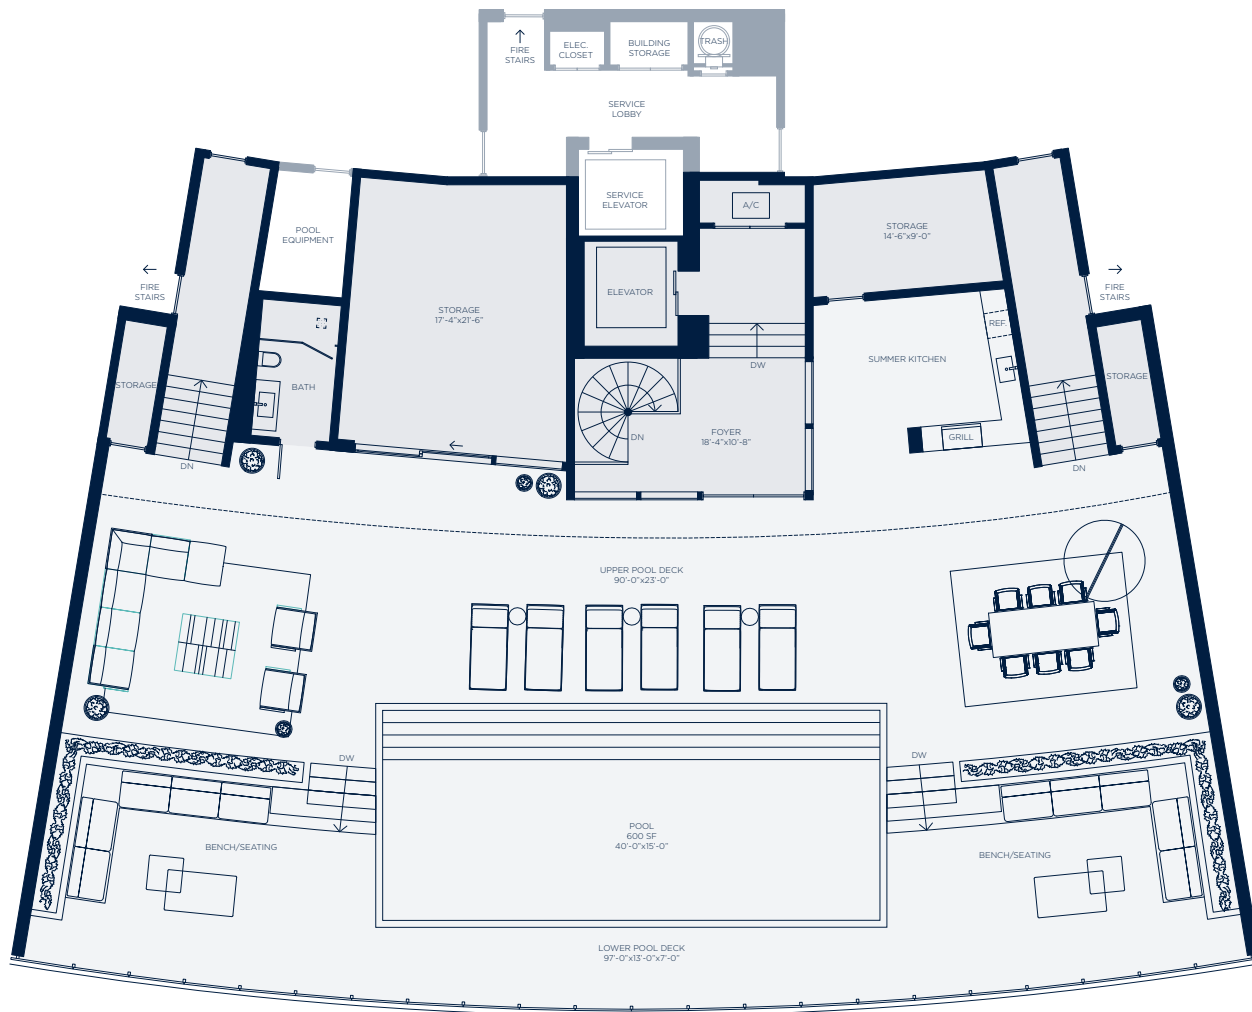 FIRE
STAIRS
ELEC.
CLOSET
BUILDING
STORAGE
TRASH
SERVICE
LOBBY
SERVICE
ELEVATOR
A/C
POOL
EQUIPMENT
STORAGE
14'-6"x9'-0"
FIRE
STAIRS
ELEVATOR
FIRE
STAIRS
STORAGE
17'-4"x21'-6"
REF.
SUMMER KITCHEN
DW
STORAGE
BATH
STORAGE
FOYER
18'-4"x10'-8"
DN
GRILL
DN
DN
UPPER POOL DECK
90'-0"x23'-0"
DW
DW
POOL
600 SF
40'-0"x15'-0"
BENCH/SEATING
BENCH/SEATING
LOWER POOL DECK
97'-0"x13'-0"x7'-0"